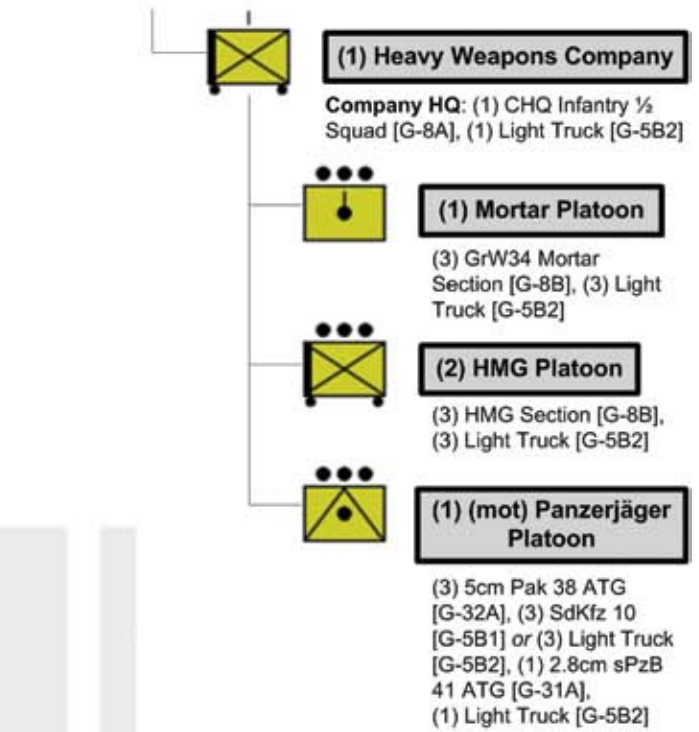 (1) Heavy Weapons Company
Company HQ: (1) CHQ Infantry ½
Squad [G-8A], (1) Light Truck [G-5B2]
(1) Mortar Platoon
(3) GrW34 Mortar
Section [G-8B], (3) Light
Truck [G-5B2]
(2) HMG Platoon
(3) HMG Section [G-8B],
(3) Light Truck [G-5B2]
(1) (mot) Panzerjäger
Platoon
(3) 5cm Pak 38 ATG
[G-32A], (3) SdKfz 10
[G-5B1] or (3) Light Truck
[G-5B2], (1) 2.8cm sPzB
41 ATG [G-31A],
(1) Light Truck [G-5B2]